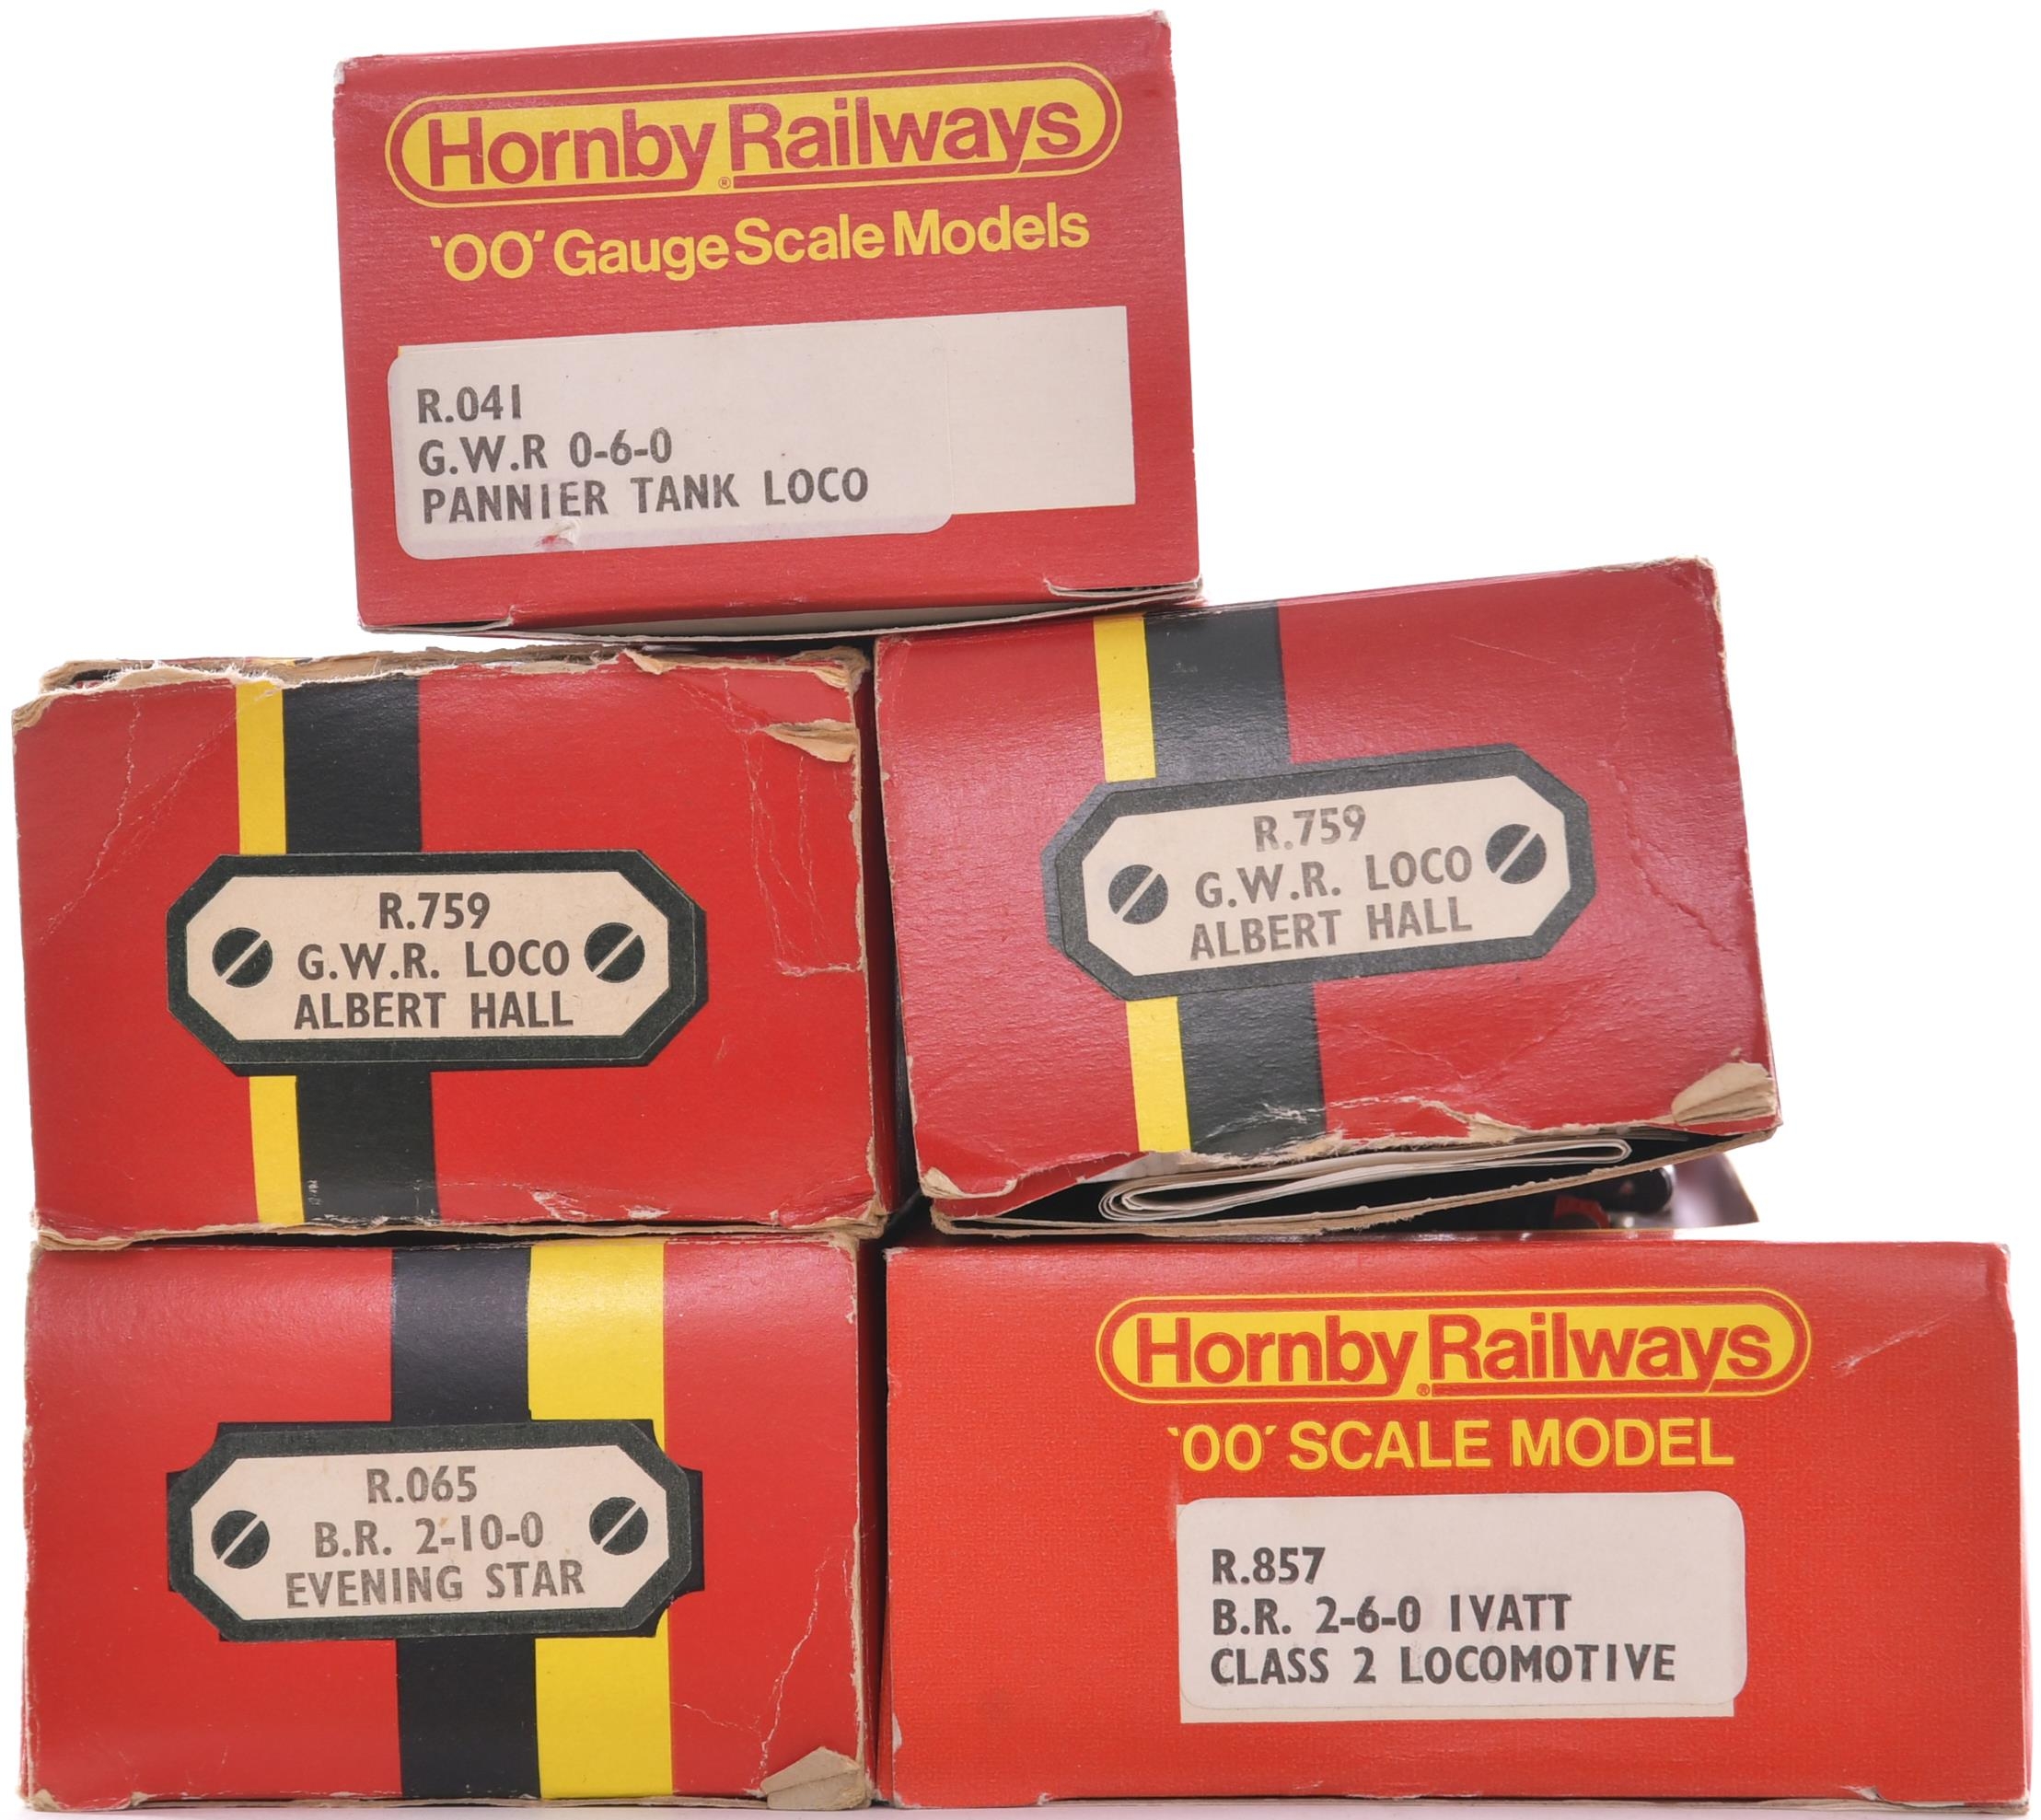 Hornby Railways
'OO' Gauge Scale Models
R.041
G.W.R 0-6-0
PANNIER TANK LOCO
R.759
G.W.R. LOCO
ALBERT HALL
R.759
G.W.R. LOCO
ALBERT HALL
R.065
B.R. 2-10-0
EVENING STAR
Hornby Railways
'OO' SCALE MODEL
R.857
B.R. 2-6-0 IVATT
CLASS 2 LOCOMOTIVE